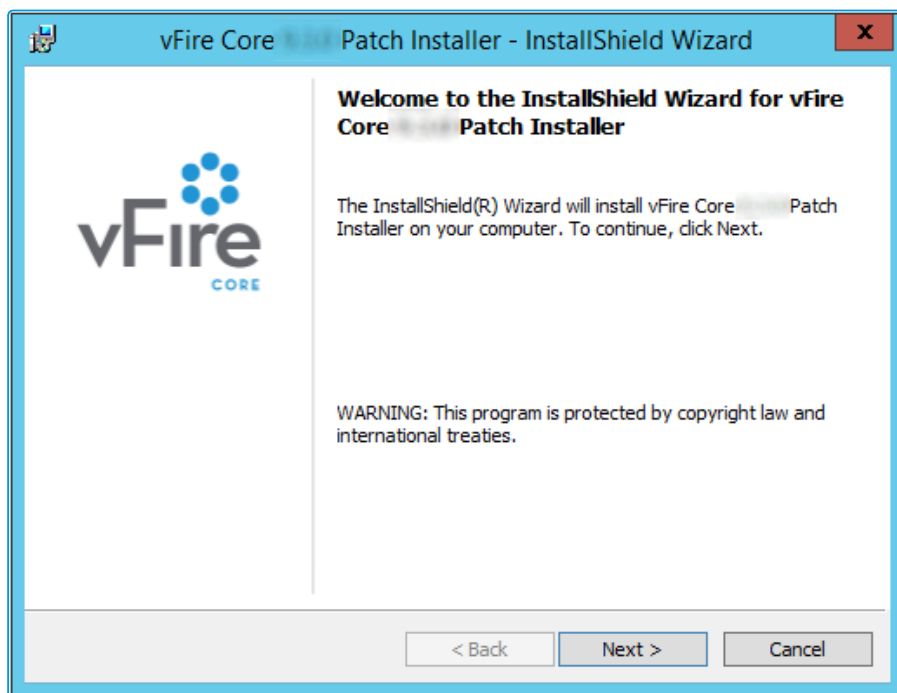 vFire Core Patch Installer - InstallShield Wizard
x
Welcome to the InstallShield Wizard for vFire
Core Patch Installer
The InstallShield(R) Wizard will install vFire Core Patch
Installer on your computer. To continue, click Next.
vFire
CORE
WARNING: This program is protected by copyright law and
international treaties.
< Back
Next >
Cancel